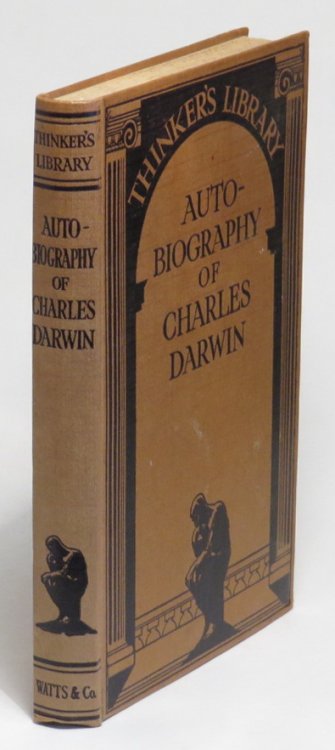 THINKER'S
LIBRARY
AUTO-
BIOGRAPHY
OF
CHARLES
DARWIN
WATTS & Co.
THINKER'S LIBRARY
AUTO-
BIOGRAPHY
OF
CHARLES
DARWIN